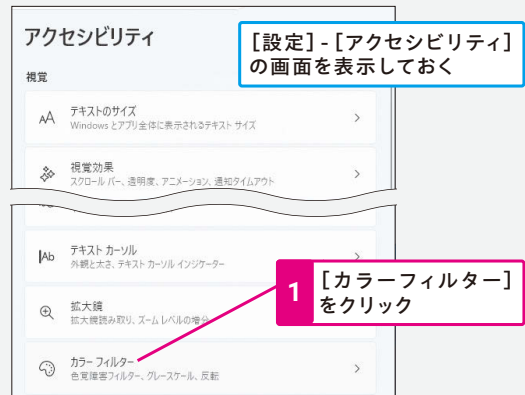 アクセシビリティ
[設定]-[アクセシビリティ]
の画面を表示しておく
視覚
AA テキストのサイズ
Windows とアプリ全体に表示されるテキスト サイズ
視覚効果
スクロール バー、透明度、アニメーション、通知タイムアウト
Ab テキスト カーソル
外観と太さ、テキスト カーソル インジケーター
1 [カラーフィルター]
をクリック
拡大鏡
拡大鏡読み取り、ズーム レベルの増分
カラー フィルター
色覚障害フィルター、グレースケール、反転